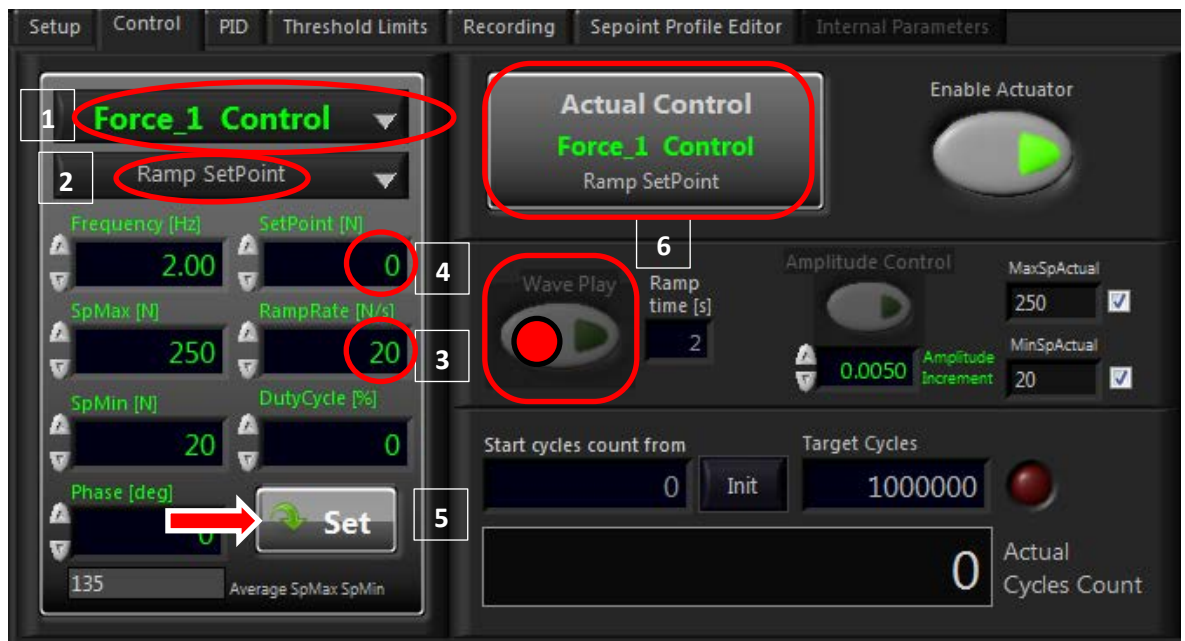 Setup Control PID Threshold Limits Recording Sepoint Profile Editor Internal Parameters
1 Force_1 Control
2 Ramp SetPoint
Frequency [Hz] SetPoint [N]
2.00 0 4
SpMax [N] RampRate [N/s]
250 20 3
SpMin [N] DutyCycle [%]
20 0
Phase [deg]
0 Set 5
135 Average SpMax SpMin
Actual Control
Force_1 Control
Ramp SetPoint
6
Enable Actuator
Wave Play
Ramp
time [s]
2
Amplitude Control
0.0050 Amplitude
Increment
MaxSpActual
250
MinSpActual
20
Start cycles count from Target Cycles
0 Init 1000000
0 Actual
Cycles Count